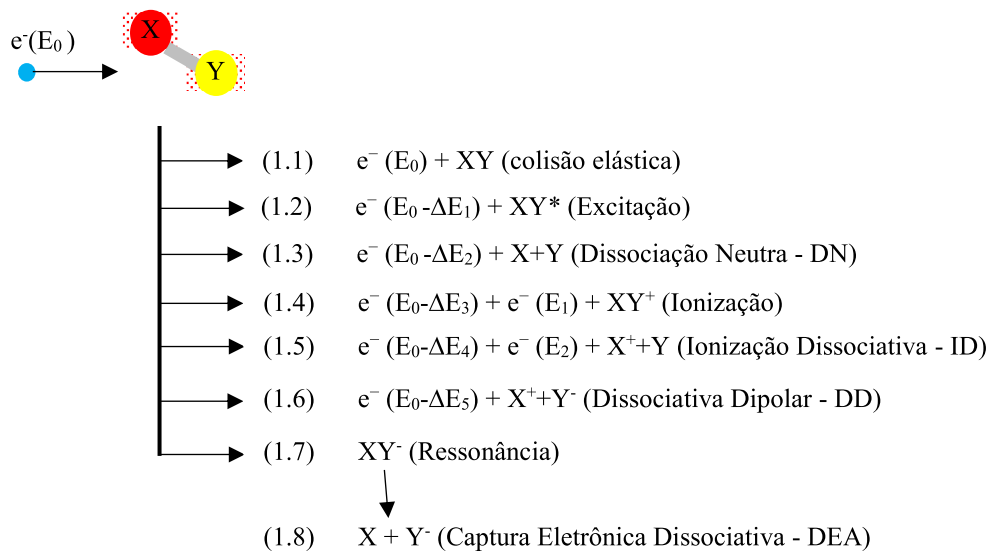 e⁻(E₀ )
X
Y
(1.1) e⁻ (E₀) + XY (colisão elástica)
(1.2) e⁻ (E₀ -ΔE₁) + XY* (Excitação)
(1.3) e⁻ (E₀ -ΔE₂) + X+Y (Dissociação Neutra - DN)
(1.4) e⁻ (E₀-ΔE₃) + e⁻ (E₁) + XY⁺ (Ionização)
(1.5) e⁻ (E₀-ΔE₄) + e⁻ (E₂) + X⁺+Y (Ionização Dissociativa - ID)
(1.6) e⁻ (E₀-ΔE₅) + X⁺+Y⁻ (Dissociativa Dipolar - DD)
(1.7) XY⁻ (Ressonância)
(1.8) X + Y⁻ (Captura Eletrônica Dissociativa - DEA)